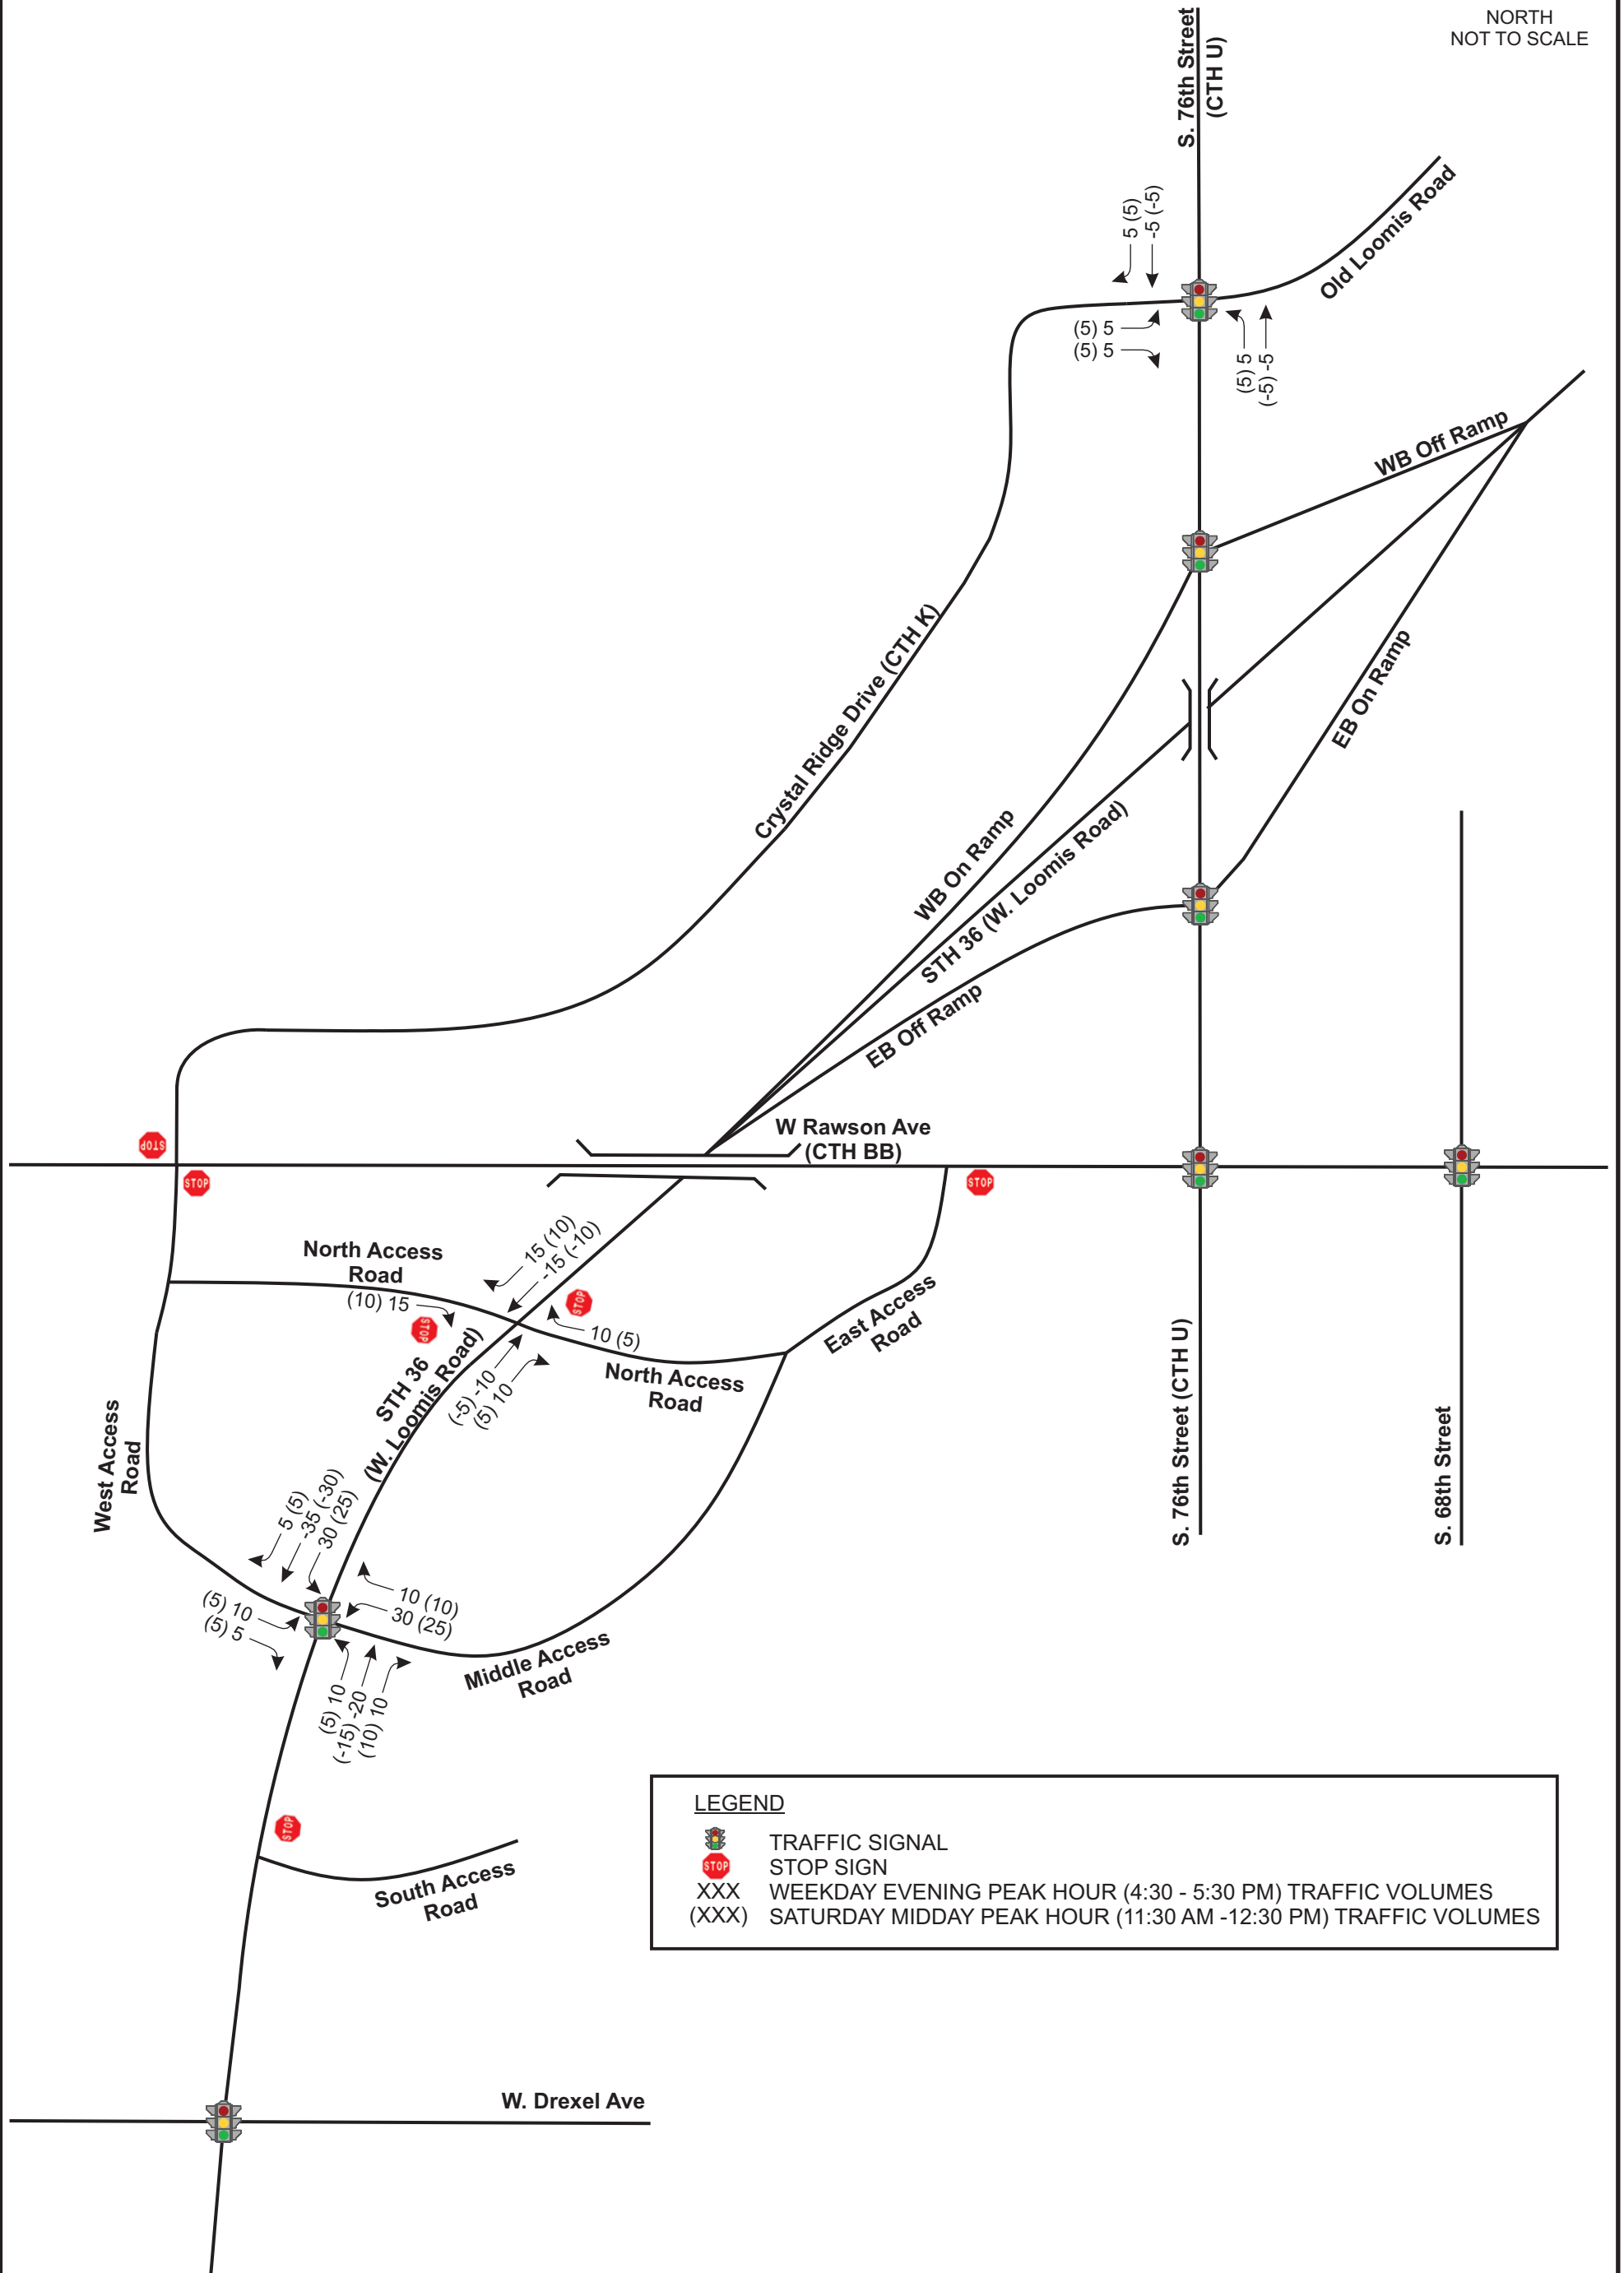 NORTH
NOT TO SCALE
S. 76th Street
(CTH U)
Old Loomis Road
5 (5)
-5 (-5)
(5) 5
(5) 5
(5) 5
(-5) -5
WB Off Ramp
EB On Ramp
Crystal Ridge Drive (CTH K)
WB On Ramp
STH 36 (W. Loomis Road)
EB Off Ramp
W Rawson Ave
(CTH BB)
STOP
STOP
STOP
North Access
Road
(10) 15
15 (10)
-15 (-10)
STOP
STOP
10 (5)
(-5) -10
(5) 10
North Access
Road
East Access
Road
STH 36
(W. Loomis Road)
West Access
Road
S. 76th Street (CTH U)
S. 68th Street
5 (5)
-35 (-30)
30 (25)
10 (10)
30 (25)
(5) 10
(5) 5
(5) 10
(-15) -20
(10) 10
Middle Access
Road
STOP
South Access
Road
LEGEND
TRAFFIC SIGNAL
STOP STOP SIGN
XXX WEEKDAY EVENING PEAK HOUR (4:30 - 5:30 PM) TRAFFIC VOLUMES
(XXX) SATURDAY MIDDAY PEAK HOUR (11:30 AM -12:30 PM) TRAFFIC VOLUMES
W. Drexel Ave